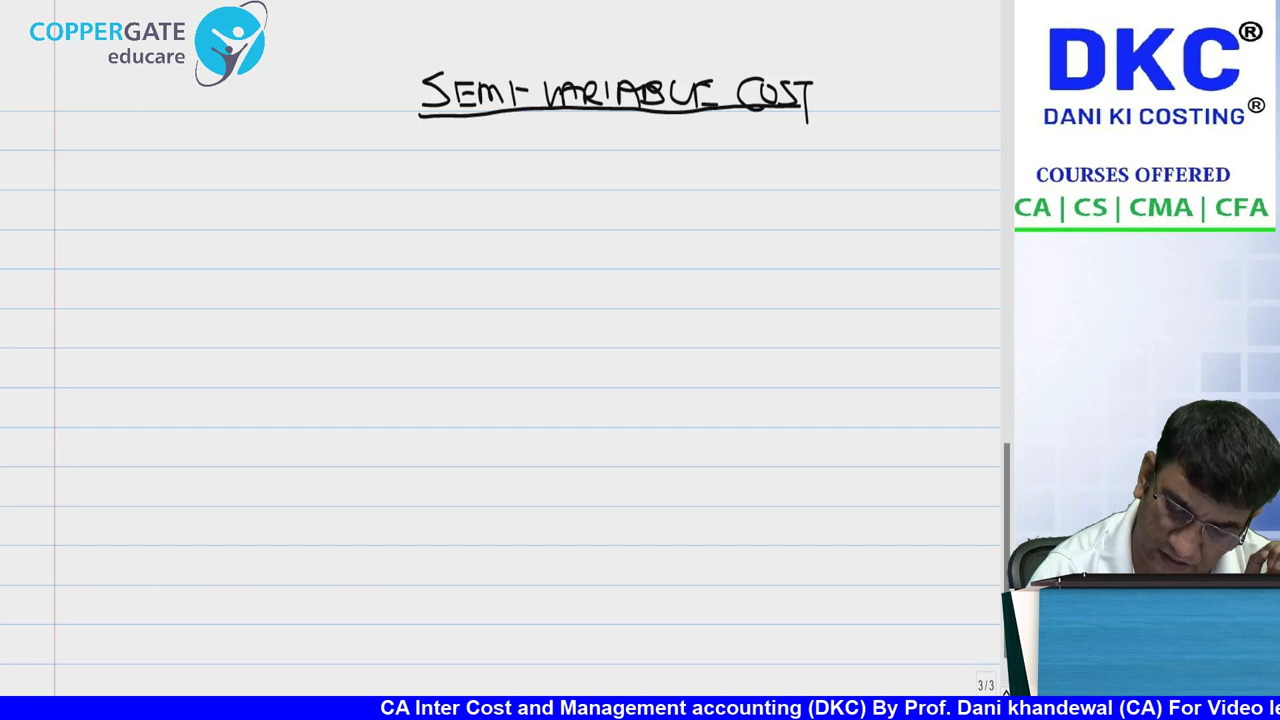 COPPERGATE
educare
SEMI-VARIABLE COST
DKC®
DANI KI COSTING®
COURSES OFFERED
CA | CS | CMA | CFA
3/3
CA Inter Cost and Management accounting (DKC) By Prof. Dani khandewal (CA) For Video le